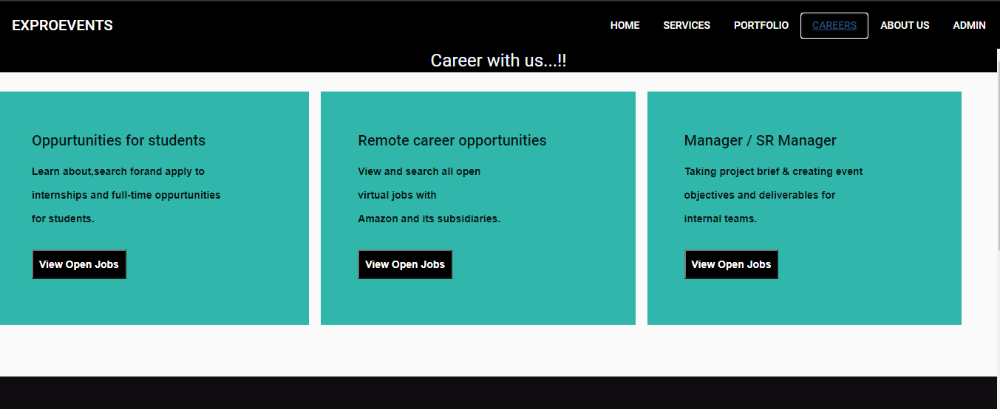 EXPROEVENTS
HOME SERVICES PORTFOLIO CAREERS ABOUT US ADMIN
Career with us...!!
Oppurtunities for students
Learn about,search forand apply to
internships and full-time oppurtunities
for students.
View Open Jobs
Remote career opportunities
View and search all open
virtual jobs with
Amazon and its subsidiaries.
View Open Jobs
Manager / SR Manager
Taking project brief & creating event
objectives and deliverables for
internal teams.
View Open Jobs